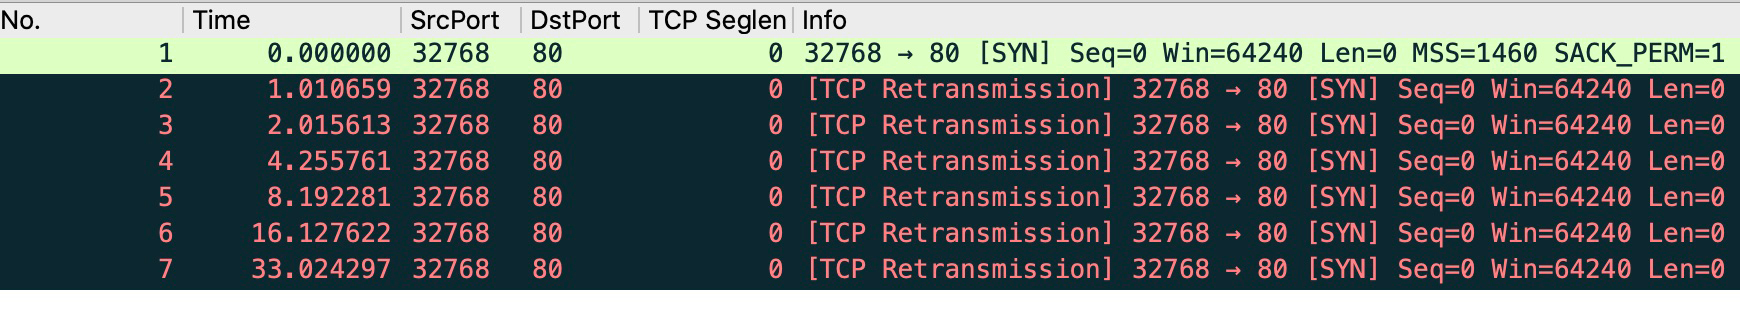 No. Time SrcPort DstPort TCP Seglen Info
1 0.000000 32768 80 0 32768 → 80 [SYN] Seq=0 Win=64240 Len=0 MSS=1460 SACK_PERM=1
2 1.010659 32768 80 0 [TCP Retransmission] 32768 → 80 [SYN] Seq=0 Win=64240 Len=0
3 2.015613 32768 80 0 [TCP Retransmission] 32768 → 80 [SYN] Seq=0 Win=64240 Len=0
4 4.255761 32768 80 0 [TCP Retransmission] 32768 → 80 [SYN] Seq=0 Win=64240 Len=0
5 8.192281 32768 80 0 [TCP Retransmission] 32768 → 80 [SYN] Seq=0 Win=64240 Len=0
6 16.127622 32768 80 0 [TCP Retransmission] 32768 → 80 [SYN] Seq=0 Win=64240 Len=0
7 33.024297 32768 80 0 [TCP Retransmission] 32768 → 80 [SYN] Seq=0 Win=64240 Len=0